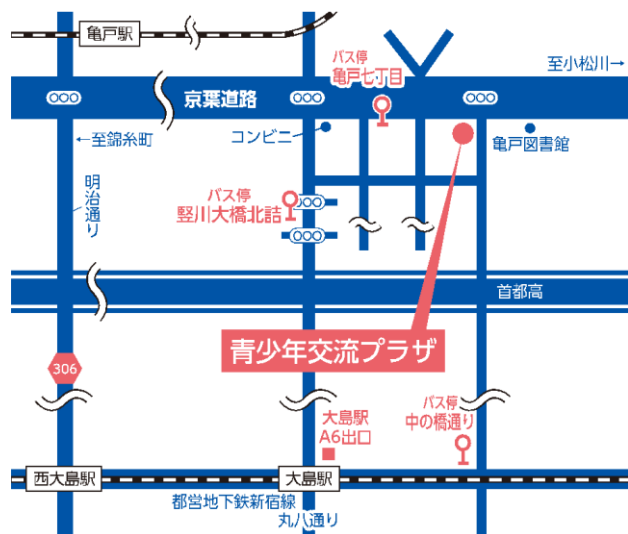 亀戸駅
バス停
亀戸七丁目
至小松川→
京葉道路
←至錦糸町
コンビニ
亀戸図書館
明治通り
バス停
竪川大橋北詰
首都高
青少年交流プラザ
306
大島駅
A6出口
バス停
中の橋通り
西大島駅
大島駅
都営地下鉄新宿線
丸八通り